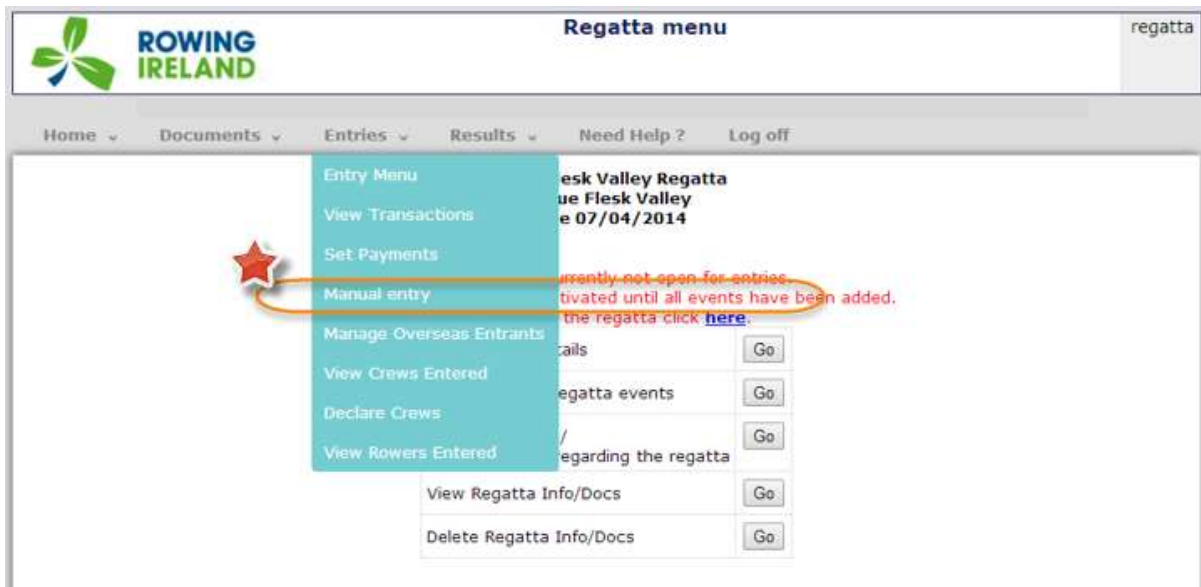 ROWING
IRELAND
Regatta menu
regatta
Home
Documents
Entries
Results
Need Help ?
Log off
Entry Menu
View Transactions
Set Payments
Manual entry
Manage Overseas Entrants
View Crews Entered
Declare Crews
View Rowers Entered
esk Valley Regatta
ue Flesk Valley
e 07/04/2014
urrently not open for entries.
tivated until all events have been added.
the regatta click here.
tails
Go
egatta events
Go
/
egarding the regatta
Go
View Regatta Info/Docs
Go
Delete Regatta Info/Docs
Go